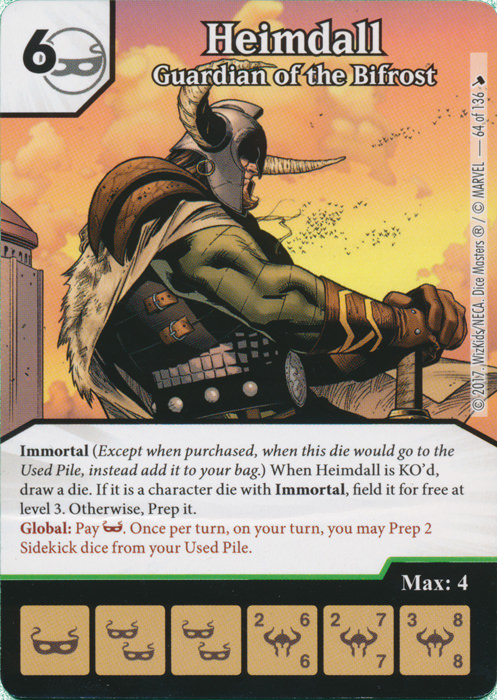 6
Heimdall
Guardian of the Bifrost
© 2017 . WizKids/NECA. Dice Masters ® / © MARVEL — 64 of 136
Immortal (Except when purchased, when this die would go to the
Used Pile, instead add it to your bag.) When Heimdall is KO'd,
draw a die. If it is a character die with Immortal, field it for free at
level 3. Otherwise, Prep it.
Global: Pay . Once per turn, on your turn, you may Prep 2
Sidekick dice from your Used Pile.
Max: 4
2 6 6
2 7 7
3 8 8